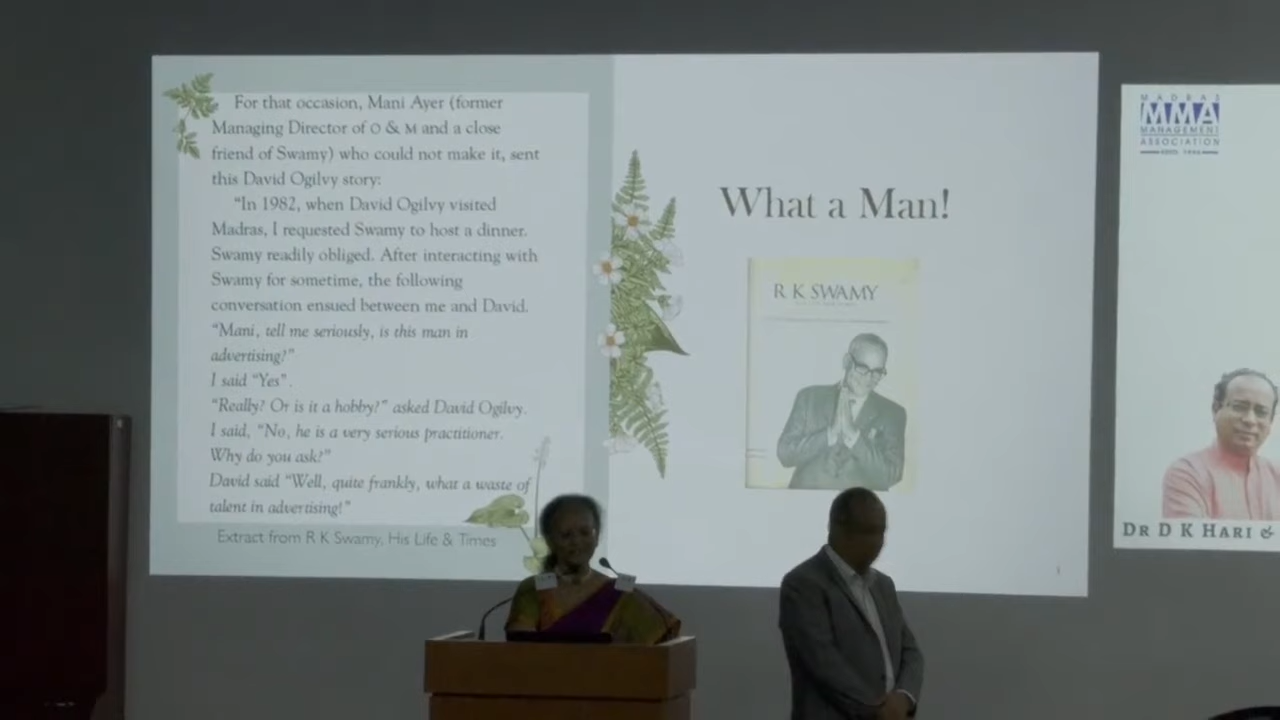 For that occasion, Mani Ayer (former
Managing Director of O & M and a close
friend of Swamy) who could not make it, sent
this David Ogilvy story:
“In 1982, when David Ogilvy visited
Madras, I requested Swamy to host a dinner.
Swamy readily obliged. After interacting with
Swamy for sometime, the following
conversation ensued between me and David.
“Mani, tell me seriously, is this man in
advertising?”
I said “Yes”.
“Really? Or is it a hobby?” asked David Ogilvy.
I said, “No, he is a very serious practitioner.
Why do you ask?”
David said “Well, quite frankly, what a waste of
talent in advertising!”
Extract from R K Swamy, His Life & Times
What a Man!
R K SWAMY
1
MADRAS
MMA
MANAGEMENT
ASSOCIATION
DR D K HARI &